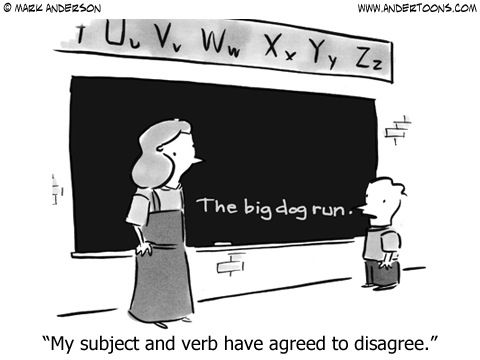 © MARK ANDERSON WWW.ANDERTOONS.COM
T Uu Vv Ww Xx Yy Zz
The big dog run.
"My subject and verb have agreed to disagree."